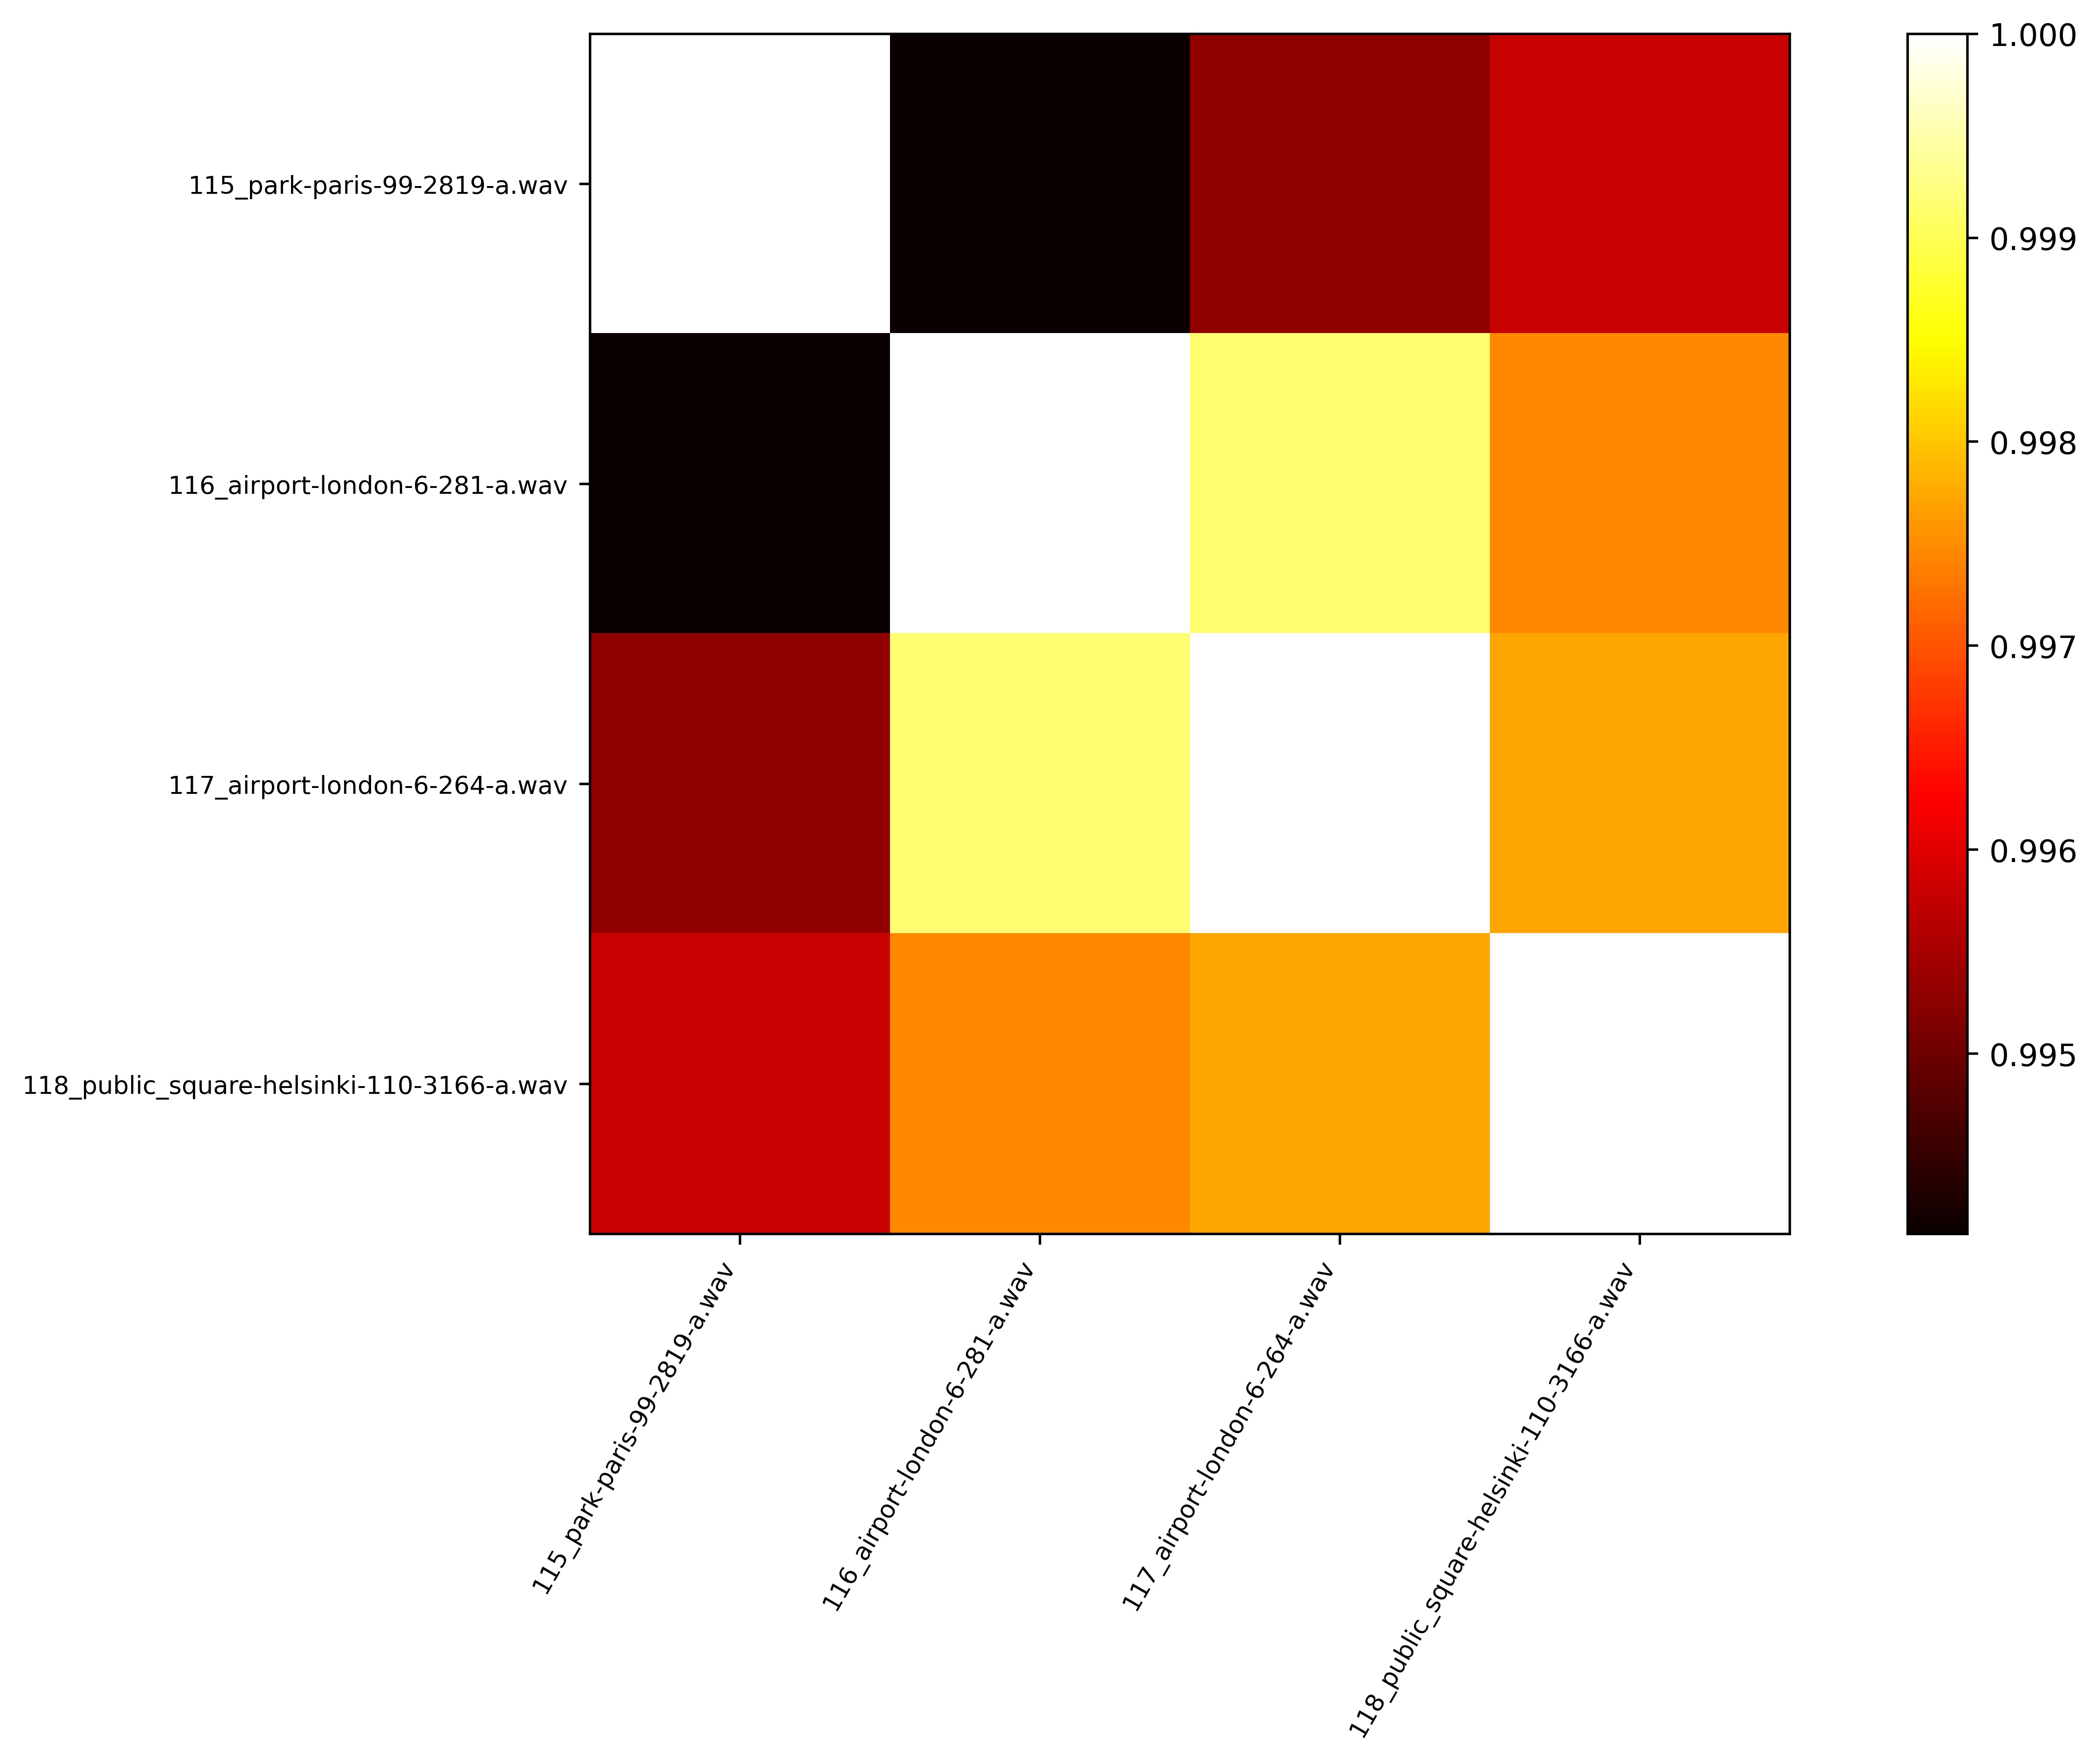 115_park-paris-99-2819-a.wav
116_airport-london-6-281-a.wav
117_airport-london-6-264-a.wav
118_public_square-helsinki-110-3166-a.wav
115_park-paris-99-2819-a.wav
116_airport-london-6-281-a.wav
117_airport-london-6-264-a.wav
118_public_square-helsinki-110-3166-a.wav
1.000
0.999
0.998
0.997
0.996
0.995